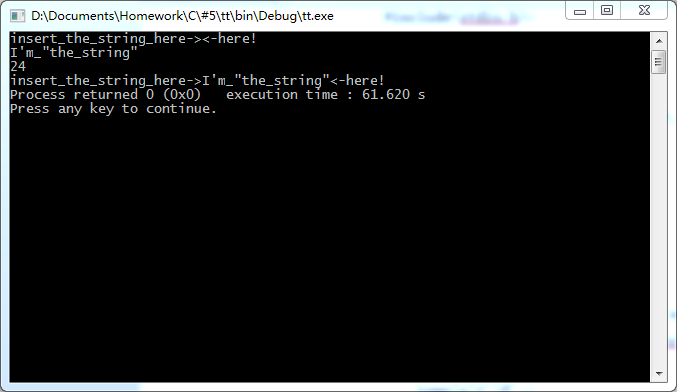 D:\Documents\Homework\C\#5\tt\bin\Debug\tt.exe
insert_the_string_here-><-here!
I'm_"the_string"
24
insert_the_string_here->I'm_"the_string"<-here!
Process returned 0 (0x0)   execution time : 61.620 s
Press any key to continue.